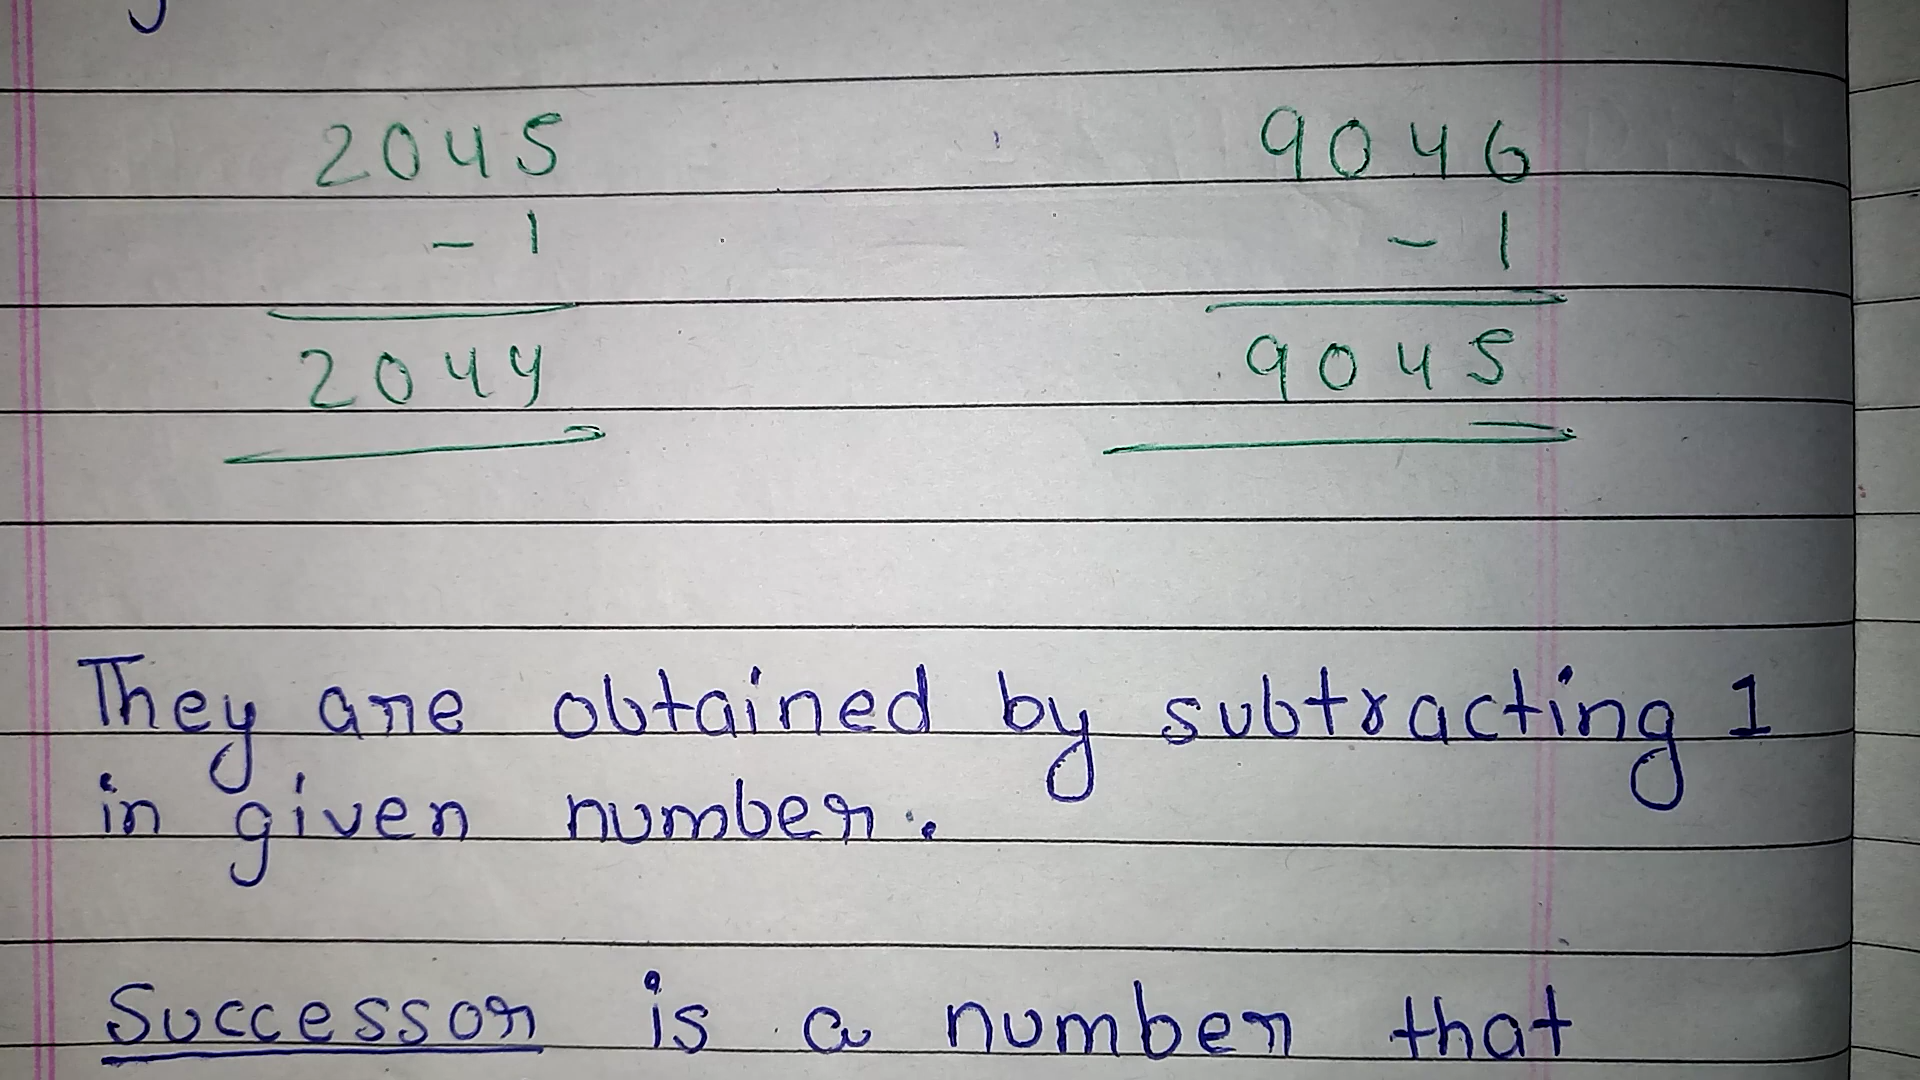 2045 9046
- 1 - 1
2044 9045
They are obtained by subtracting 1
in given number.
Successor is a number that